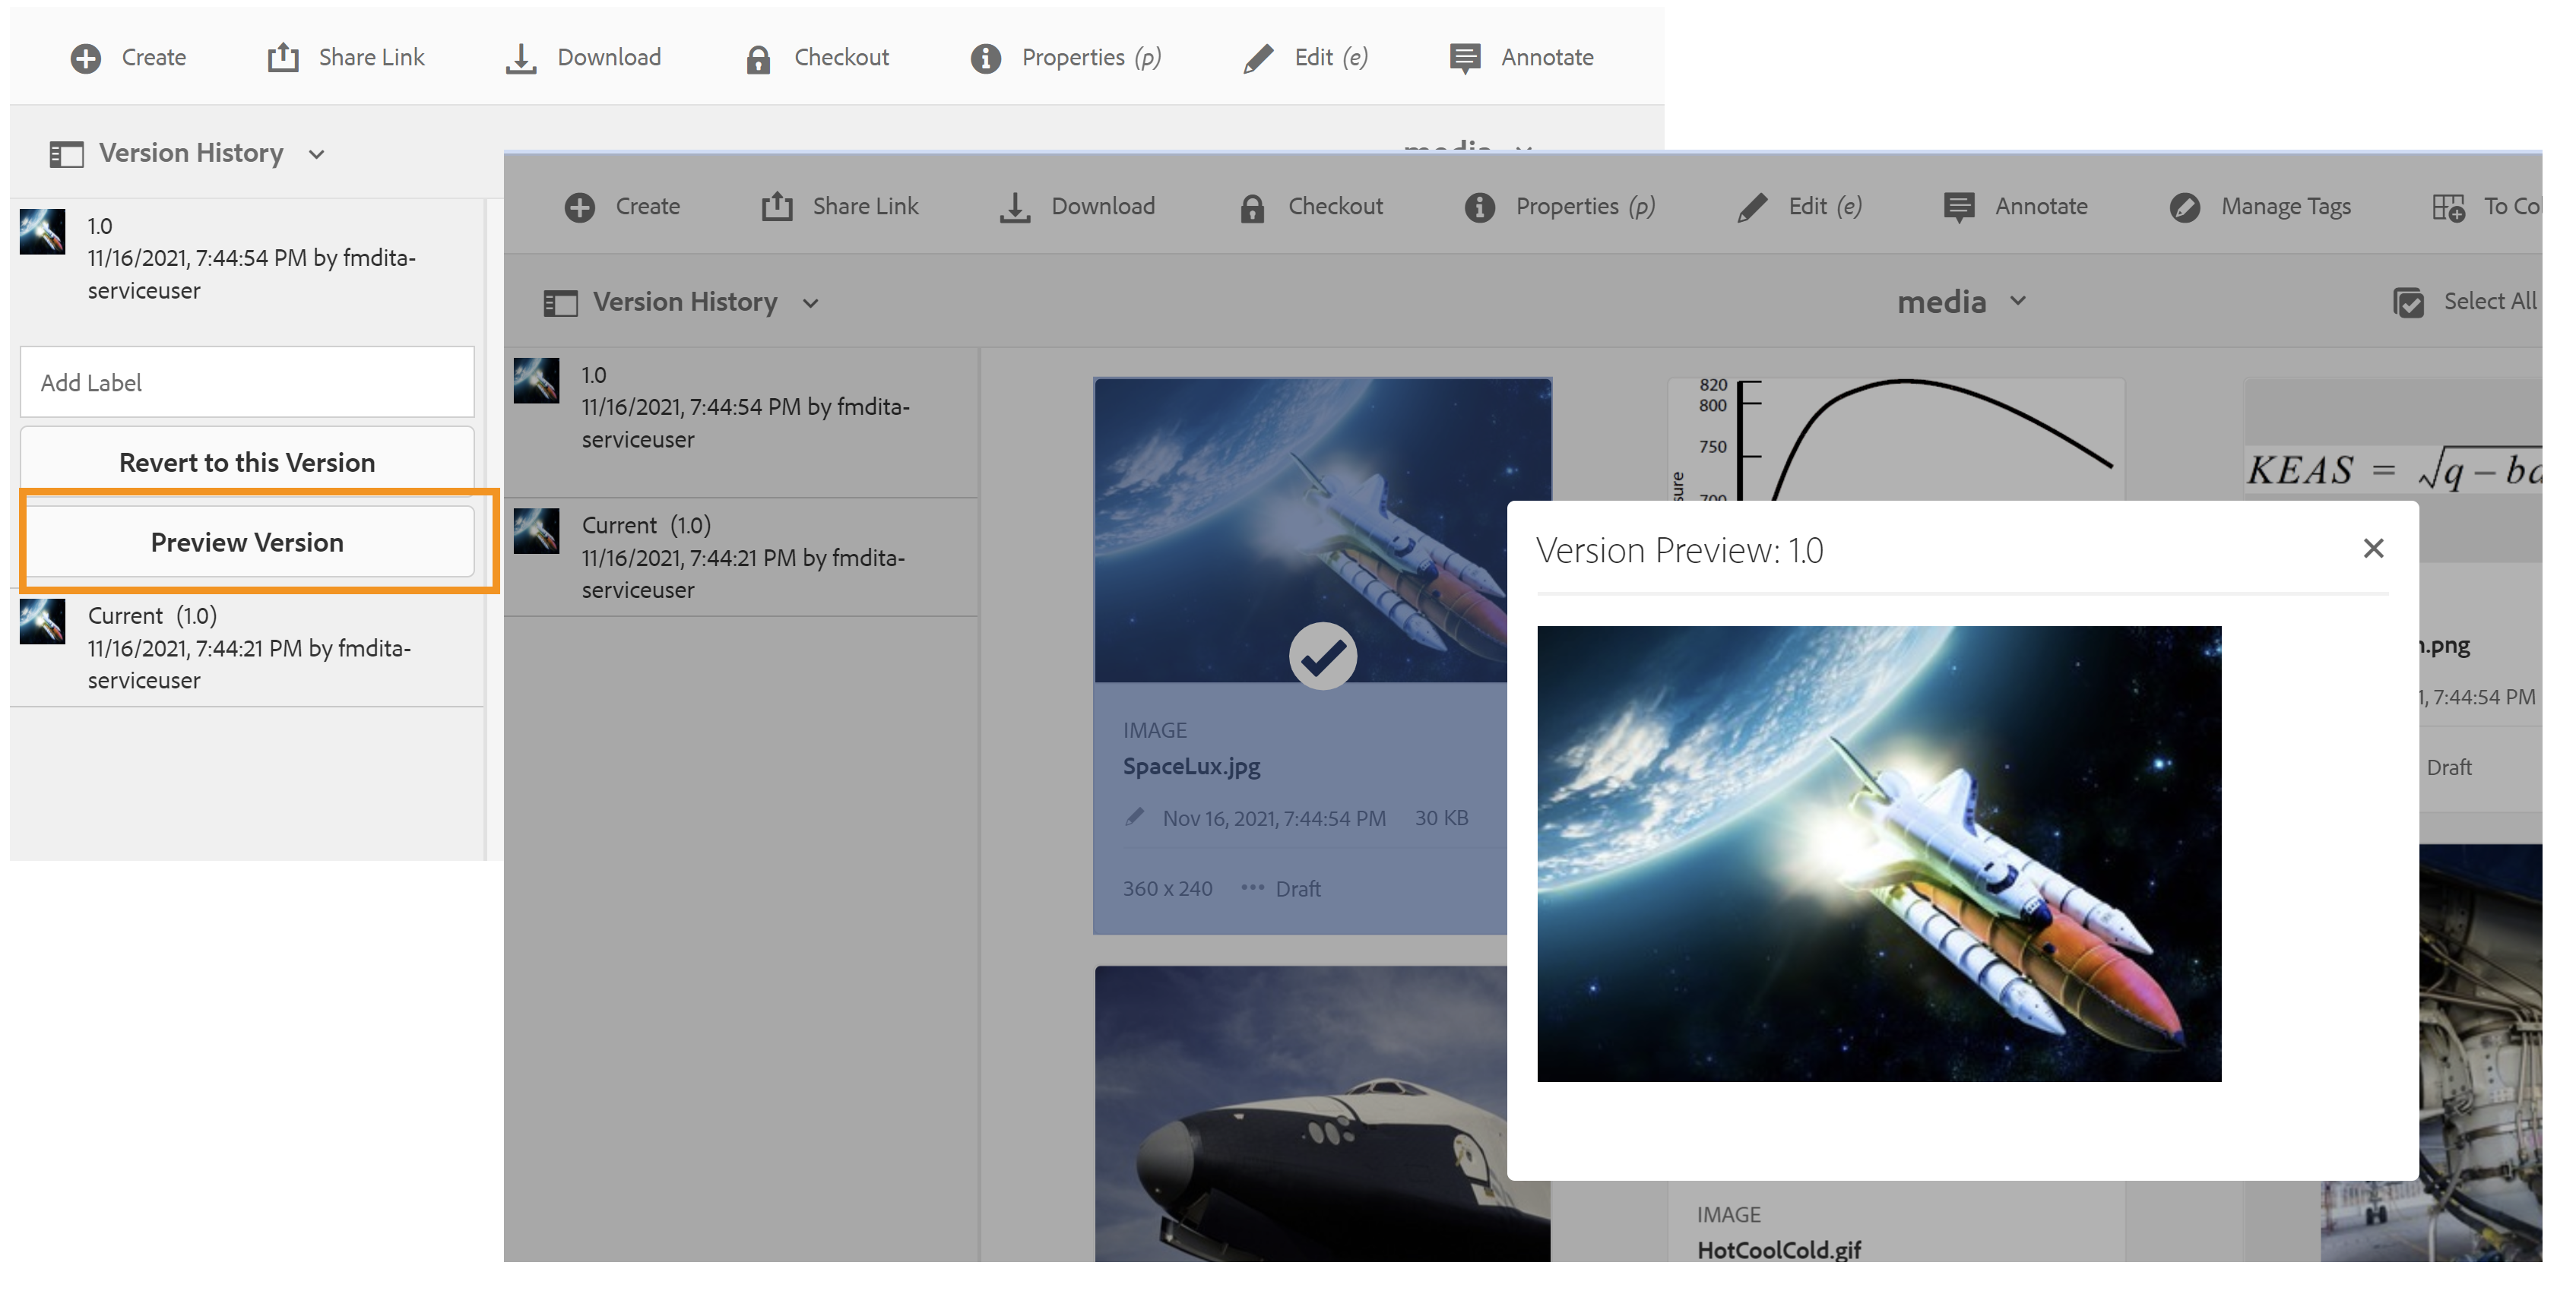 Create Share Link Download Checkout Properties (p) Edit (e) Annotate
Version History
media
1.0
11/16/2021, 7:44:54 PM by fmdita-
serviceuser
Add Label
Revert to this Version
Preview Version
Current (1.0)
11/16/2021, 7:44:21 PM by fmdita-
serviceuser
Create Share Link Download Checkout Properties (p) Edit (e) Annotate Manage Tags To Co
Version History
media
Select All
1.0
11/16/2021, 7:44:54 PM by fmdita-
serviceuser
Current (1.0)
11/16/2021, 7:44:21 PM by fmdita-
serviceuser
IMAGE
SpaceLux.jpg
Nov 16, 2021, 7:44:54 PM 30 KB
360 x 240 ••• Draft
820
800
750
700
sure
KEAS = √q – bd
Version Preview: 1.0
.png
1, 7:44:54 PM
Draft
IMAGE
HotCoolCold.gif